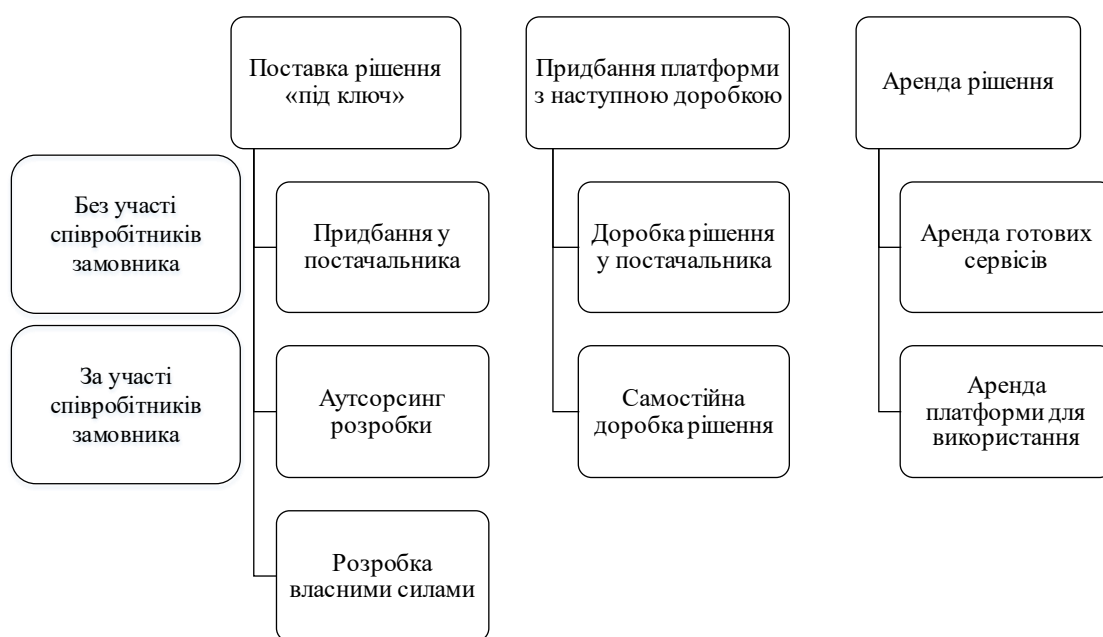 Поставка рішення
«під ключ»
Придбання платформи
з наступною доробкою
Аренда рішення
Без участі
співробітників
замовника
Придбання у
постачальника
Доробка рішення
у постачальника
Аренда готових
сервісів
За участі
співробітників
замовника
Аутсорсинг
розробки
Самостійна
доробка рішення
Аренда
платформи для
використання
Розробка
власними силами